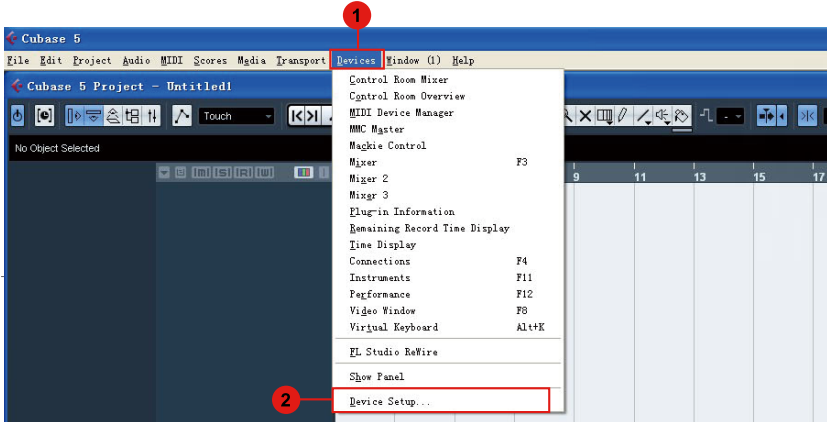 1
Cubase 5
File Edit Project Audio MIDI Scores Media Transport Devices Window (1) Help
Cubase 5 Project - Untitled1
Touch
No Object Selected
Control Room Mixer
Control Room Overview
MIDI Device Manager
MMC Master
Mackie Control
Mixer F3
Mixer 2
Mixer 3
Plug-in Information
Remaining Record Time Display
Time Display
Connections F4
Instruments F11
Performance F12
Video Window F8
Virtual Keyboard Alt+K
FL Studio ReWire
Show Panel
2 Device Setup...
[m] [S] [R] [W]
9 11 13 15 17